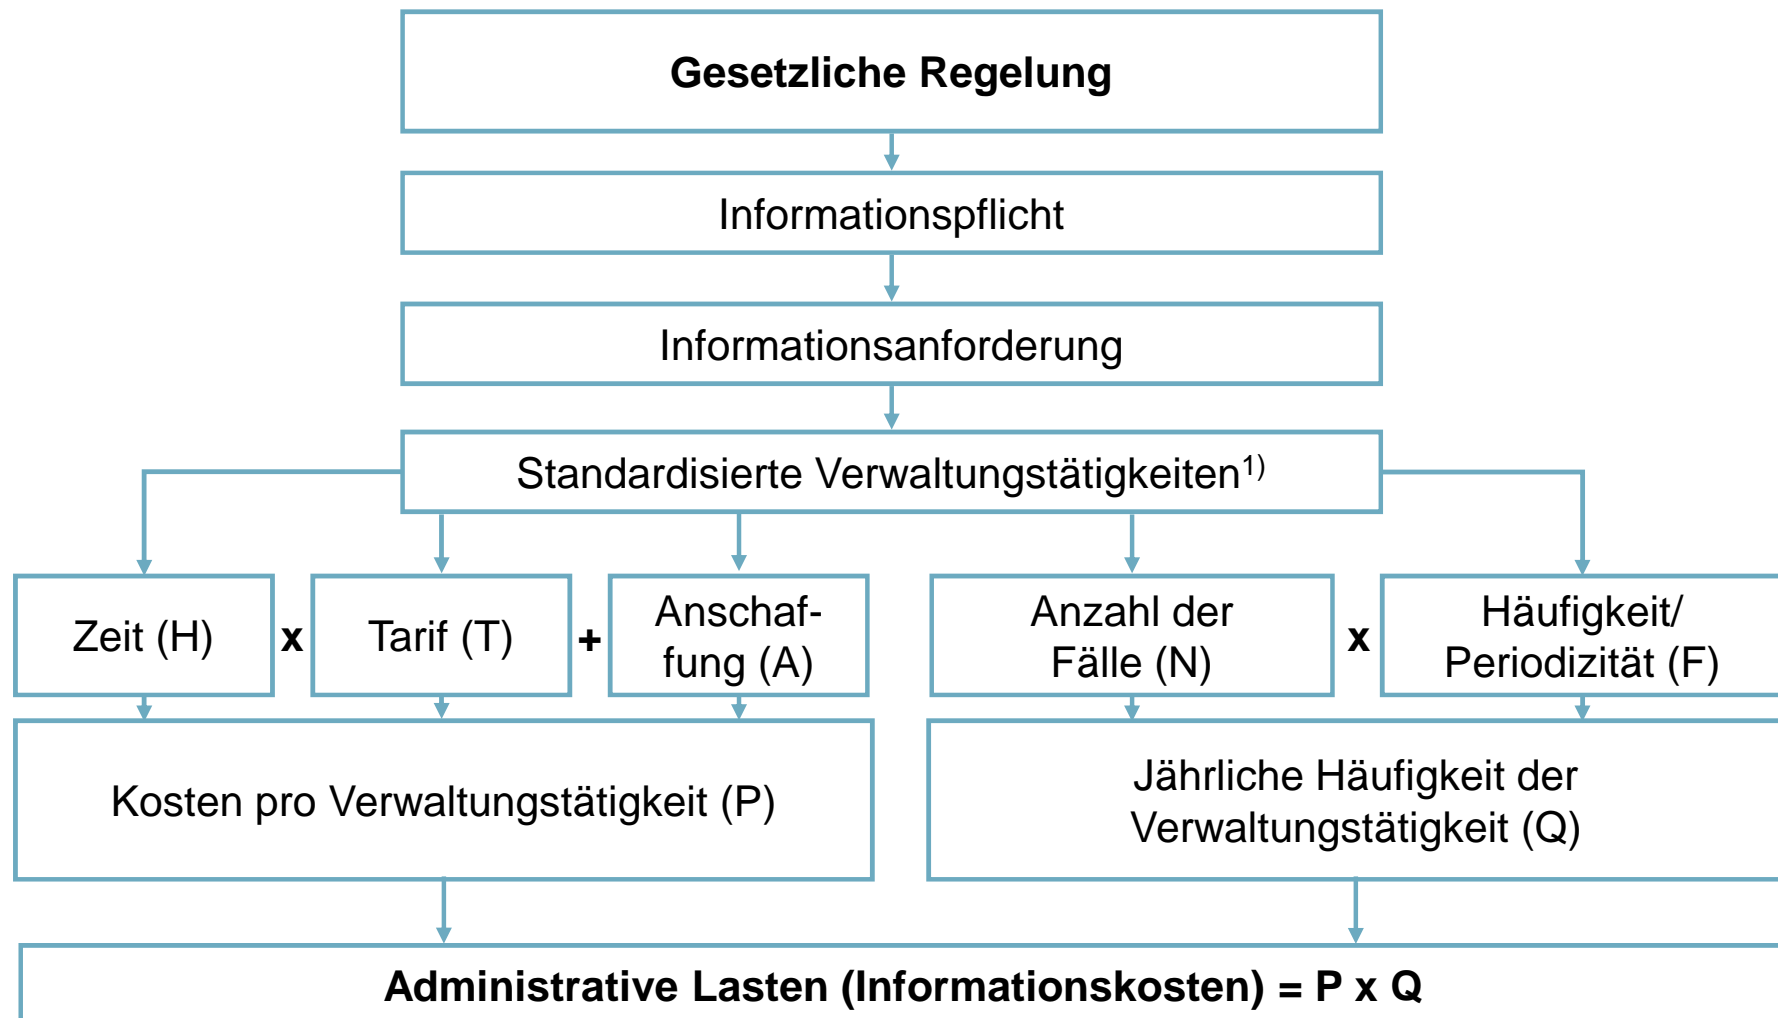 Gesetzliche Regelung
Informationspflicht
Informationsanforderung
Standardisierte Verwaltungstätigkeiten¹⁾
Zeit (H)
x
Tarif (T)
+
Anschaf-
fung (A)
Anzahl der
Fälle (N)
x
Häufigkeit/
Periodizität (F)
Kosten pro Verwaltungstätigkeit (P)
Jährliche Häufigkeit der
Verwaltungstätigkeit (Q)
Administrative Lasten (Informationskosten) = P x Q